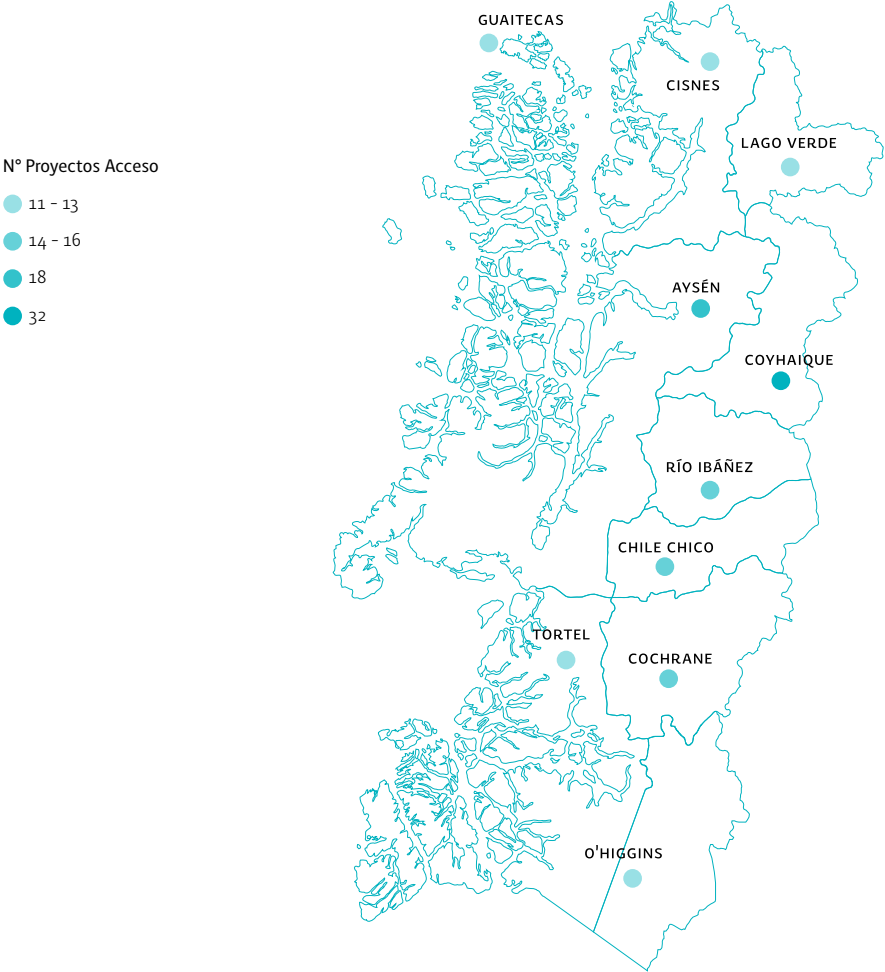 GUAITECAS
CISNES
LAGO VERDE
N° Proyectos Acceso
11 - 13
14 - 16
18
32
AYSÉN
COYHAIQUE
RÍO IBÁÑEZ
CHILE CHICO
TORTEL
COCHRANE
O'HIGGINS